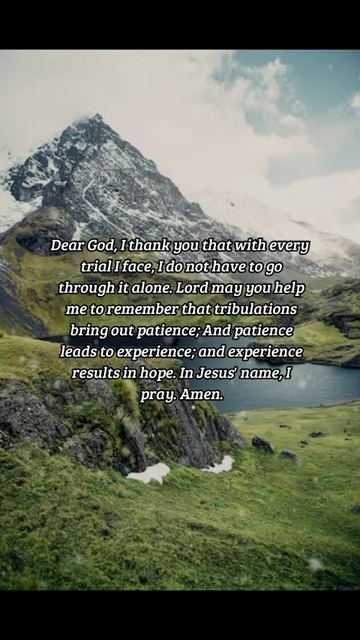 Dear God, I thank you that with every
trial I face, I do not have to go
through it alone. Lord may you help
me to remember that tribulations
bring out patience; And patience
leads to experience; and experience
results in hope. In Jesus' name, I
pray. Amen.